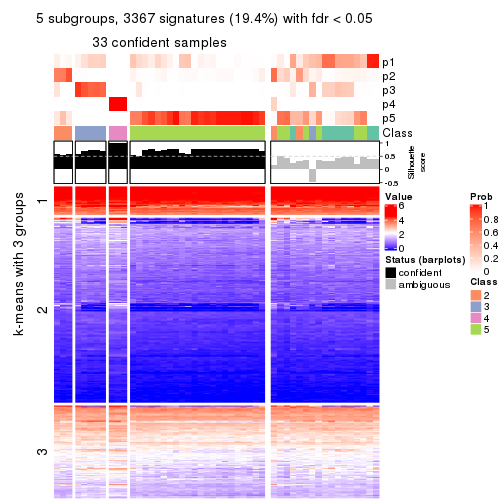 5 subgroups, 3367 signatures (19.4%) with fdr < 0.05
33 confident samples
p1
p2
p3
p4
p5
Class
1
0.5
0
-0.5
Silhouette
score
k-means with 3 groups
1
2
3
Value
6
4
2
0
Status (barplots)
confident
ambiguous
Prob
1
0.8
0.6
0.4
0.2
0
Class
2
3
4
5